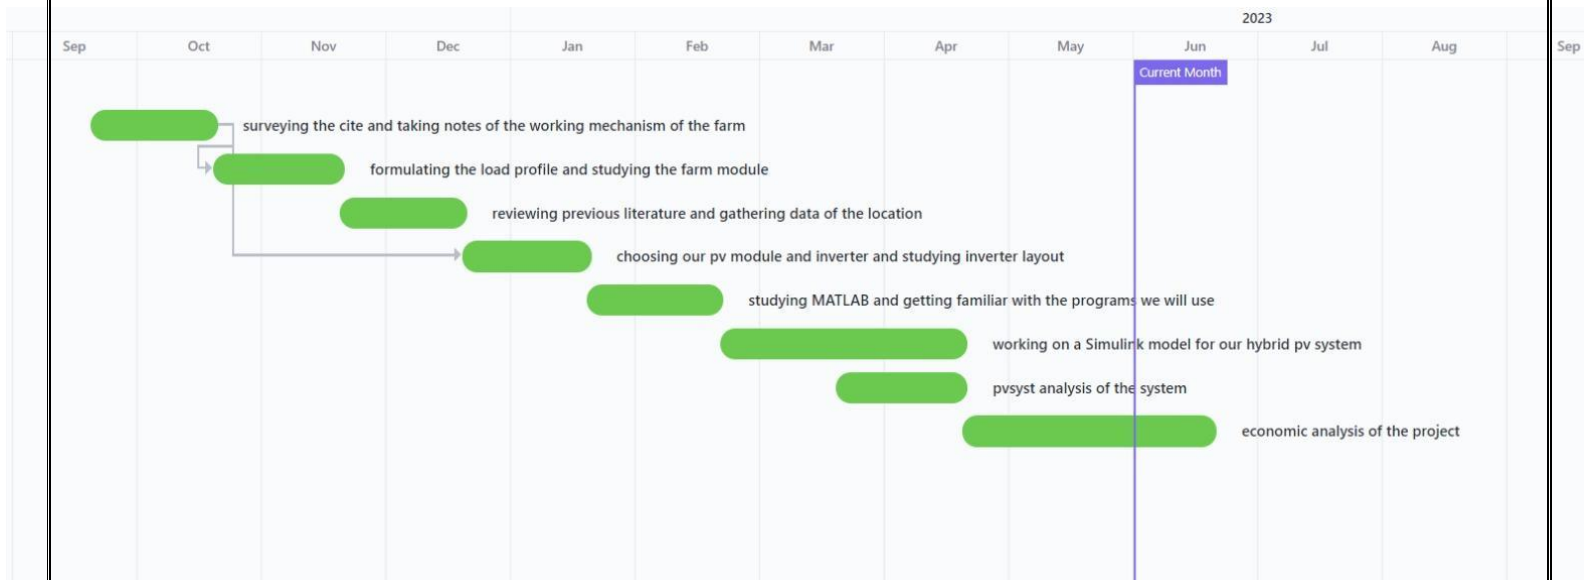 2023
Sep Oct Nov Dec Jan Feb Mar Apr May Jun Jul Aug Sep
Current Month
surveying the cite and taking notes of the working mechanism of the farm
formulating the load profile and studying the farm module
reviewing previous literature and gathering data of the location
choosing our pv module and inverter and studying inverter layout
studying MATLAB and getting familiar with the programs we will use
working on a Simulink model for our hybrid pv system
pvsyst analysis of the system
economic analysis of the project